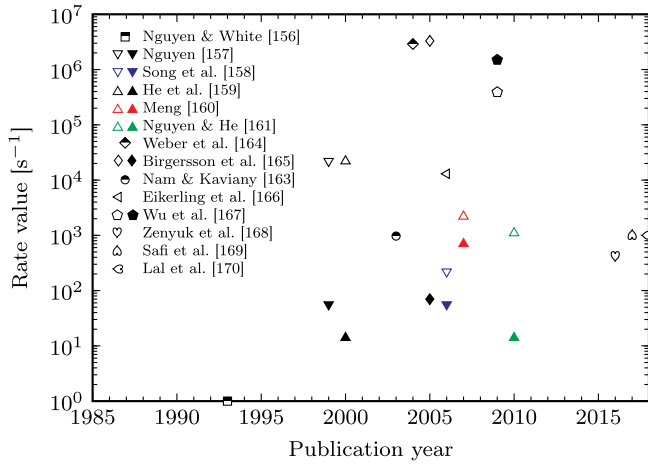 10^7
10^6
10^5
10^4
10^3
10^2
10^1
10^0
Rate value [s^{-1}]
Nguyen & White [156]
Nguyen [157]
Song et al. [158]
He et al. [159]
Meng [160]
Nguyen & He [161]
Weber et al. [164]
Birgersson et al. [165]
Nam & Kaviany [163]
Eikerling et al. [166]
Wu et al. [167]
Zenyuk et al. [168]
Safi et al. [169]
Lal et al. [170]
1985 1990 1995 2000 2005 2010 2015
Publication year